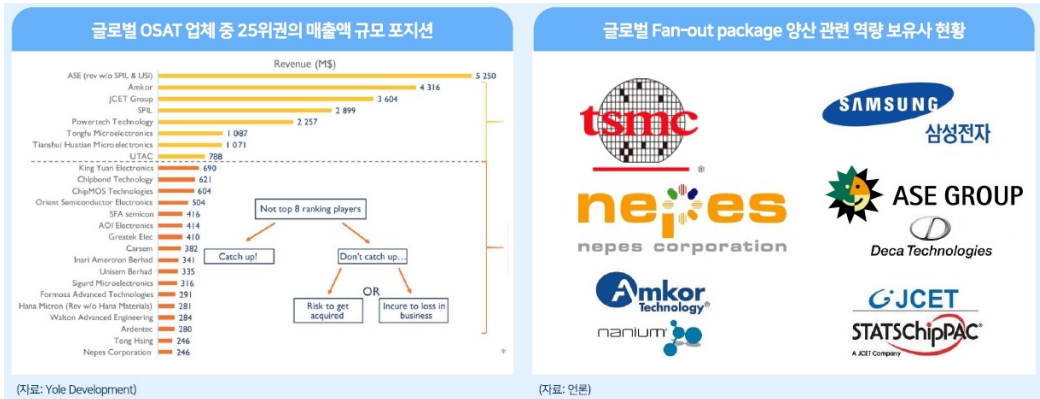 글로벌 OSAT 업체 중 25위권의 매출액 규모 포지션
Revenue (M$)
ASE (rev w/o SPIL & USI) 5 250
Amkor 4 316
JCET Group 3 604
SPIL 2 899
Powertech Technology 2 257
Tongfu Microelectronics 1 087
Tianshui Huatian Microelectronics 1 071
UTAC 788
King Yuan Electronics 690
Chipbond Technology 621
ChipMOS Technologies 604
Orient Semiconductor Electronics 504
SFA semicon 416
AOI Electronics 414
Greatek Elec 410
Carsem 382
Inari Amertron Berhad 341
Unisem Berhad 335
Sigurd Microelectronics 316
Formosa Advanced Technologies 291
Hana Micron (Rev w/o Hana Materials) 281
Walton Advanced Engineering 284
Ardentec 280
Tong Hsing 246
Nepes Corporation 246
Not top 8 ranking players
Catch up!
Don't catch up...
OR
Risk to get
acquired
Incure to loss in
business
*
(자료: Yole Development)
글로벌 Fan-out package 양산 관련 역량 보유사 현황
tsmc
®
SAMSUNG
삼성전자
nepes
nepes corporation
ASE GROUP
Deca Technologies
Amkor
Technology®
nanium
JCET
STATSChipPAC®
A JCET Company
(자료: 언론)